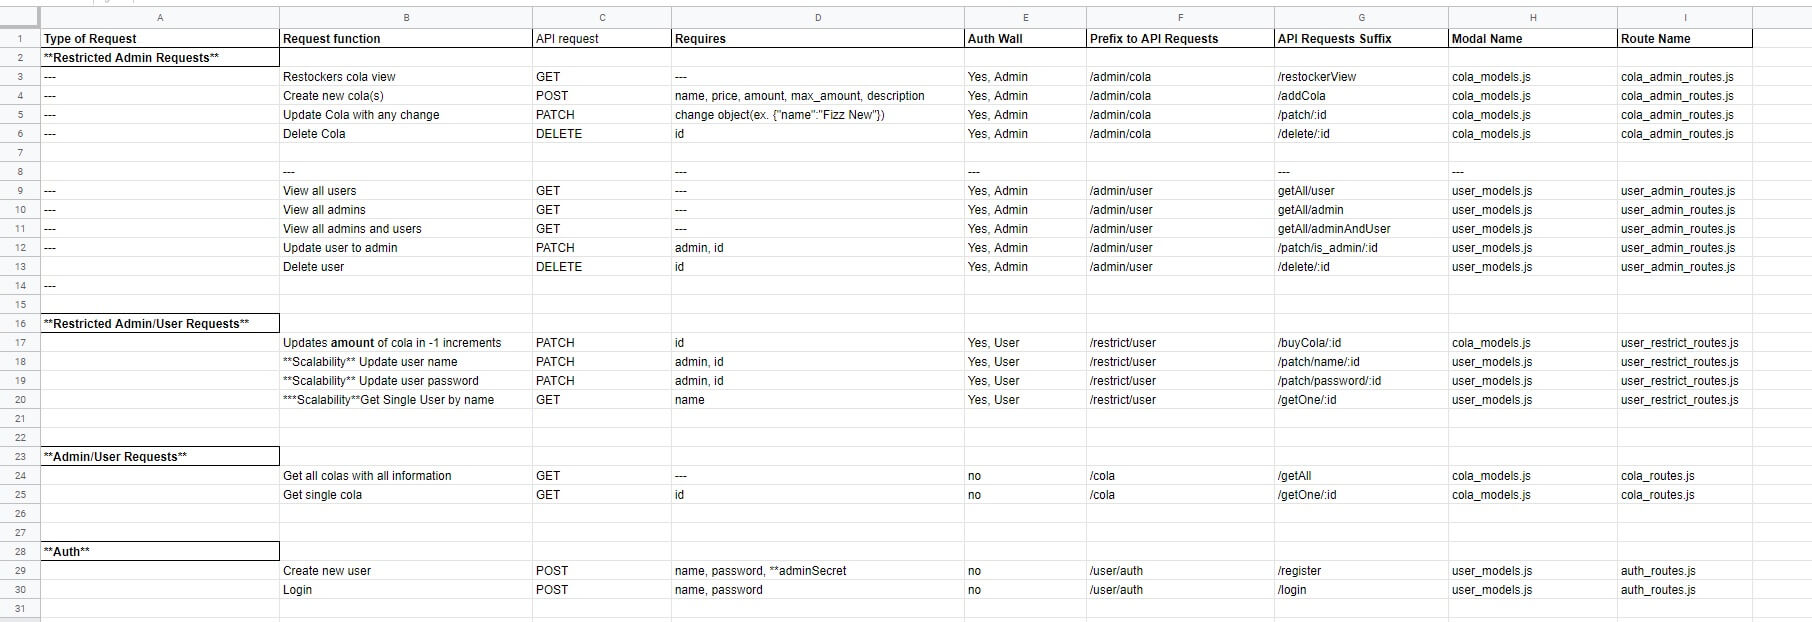 A B C D E F G H I
1 Type of Request Request function API request Requires Auth Wall Prefix to API Requests API Requests Suffix Modal Name Route Name
2 **Restricted Admin Requests**
3 --- Restockers cola view GET --- Yes, Admin /admin/cola /restockerView cola_models.js cola_admin_routes.js
4 --- Create new cola(s) POST name, price, amount, max_amount, description Yes, Admin /admin/cola /addCola cola_models.js cola_admin_routes.js
5 --- Update Cola with any change PATCH change object(ex. {"name":"Fizz New"}) Yes, Admin /admin/cola /patch/:id cola_models.js cola_admin_routes.js
6 --- Delete Cola DELETE id Yes, Admin /admin/cola /delete/:id cola_models.js cola_admin_routes.js
7
8 --- --- --- --- ---
9 --- View all users GET --- Yes, Admin /admin/user getAll/user user_models.js user_admin_routes.js
10 --- View all admins GET --- Yes, Admin /admin/user getAll/admin user_models.js user_admin_routes.js
11 --- View all admins and users GET --- Yes, Admin /admin/user getAll/adminAndUser user_models.js user_admin_routes.js
12 --- Update user to admin PATCH admin, id Yes, Admin /admin/user /patch/is_admin/:id user_models.js user_admin_routes.js
13 Delete user DELETE id Yes, Admin /admin/user /delete/:id user_models.js user_admin_routes.js
14 ---
15
16 **Restricted Admin/User Requests**
17 Updates amount of cola in -1 increments PATCH id Yes, User /restrict/user /buyCola/:id cola_models.js user_restrict_routes.js
18 **Scalability** Update user name PATCH admin, id Yes, User /restrict/user /patch/name/:id user_models.js user_restrict_routes.js
19 **Scalability** Update user password PATCH admin, id Yes, User /restrict/user /patch/password/:id user_models.js user_restrict_routes.js
20 ***Scalability**Get Single User by name GET name Yes, User /restrict/user /getOne/:id user_models.js user_restrict_routes.js
21
22
23 **Admin/User Requests**
24 Get all colas with all information GET --- no /cola /getAll cola_models.js cola_routes.js
25 Get single cola GET id no /cola /getOne/:id cola_models.js cola_routes.js
26
27
28 **Auth**
29 Create new user POST name, password, **adminSecret no /user/auth /register user_models.js auth_routes.js
30 Login POST name, password no /user/auth /login user_models.js auth_routes.js
31